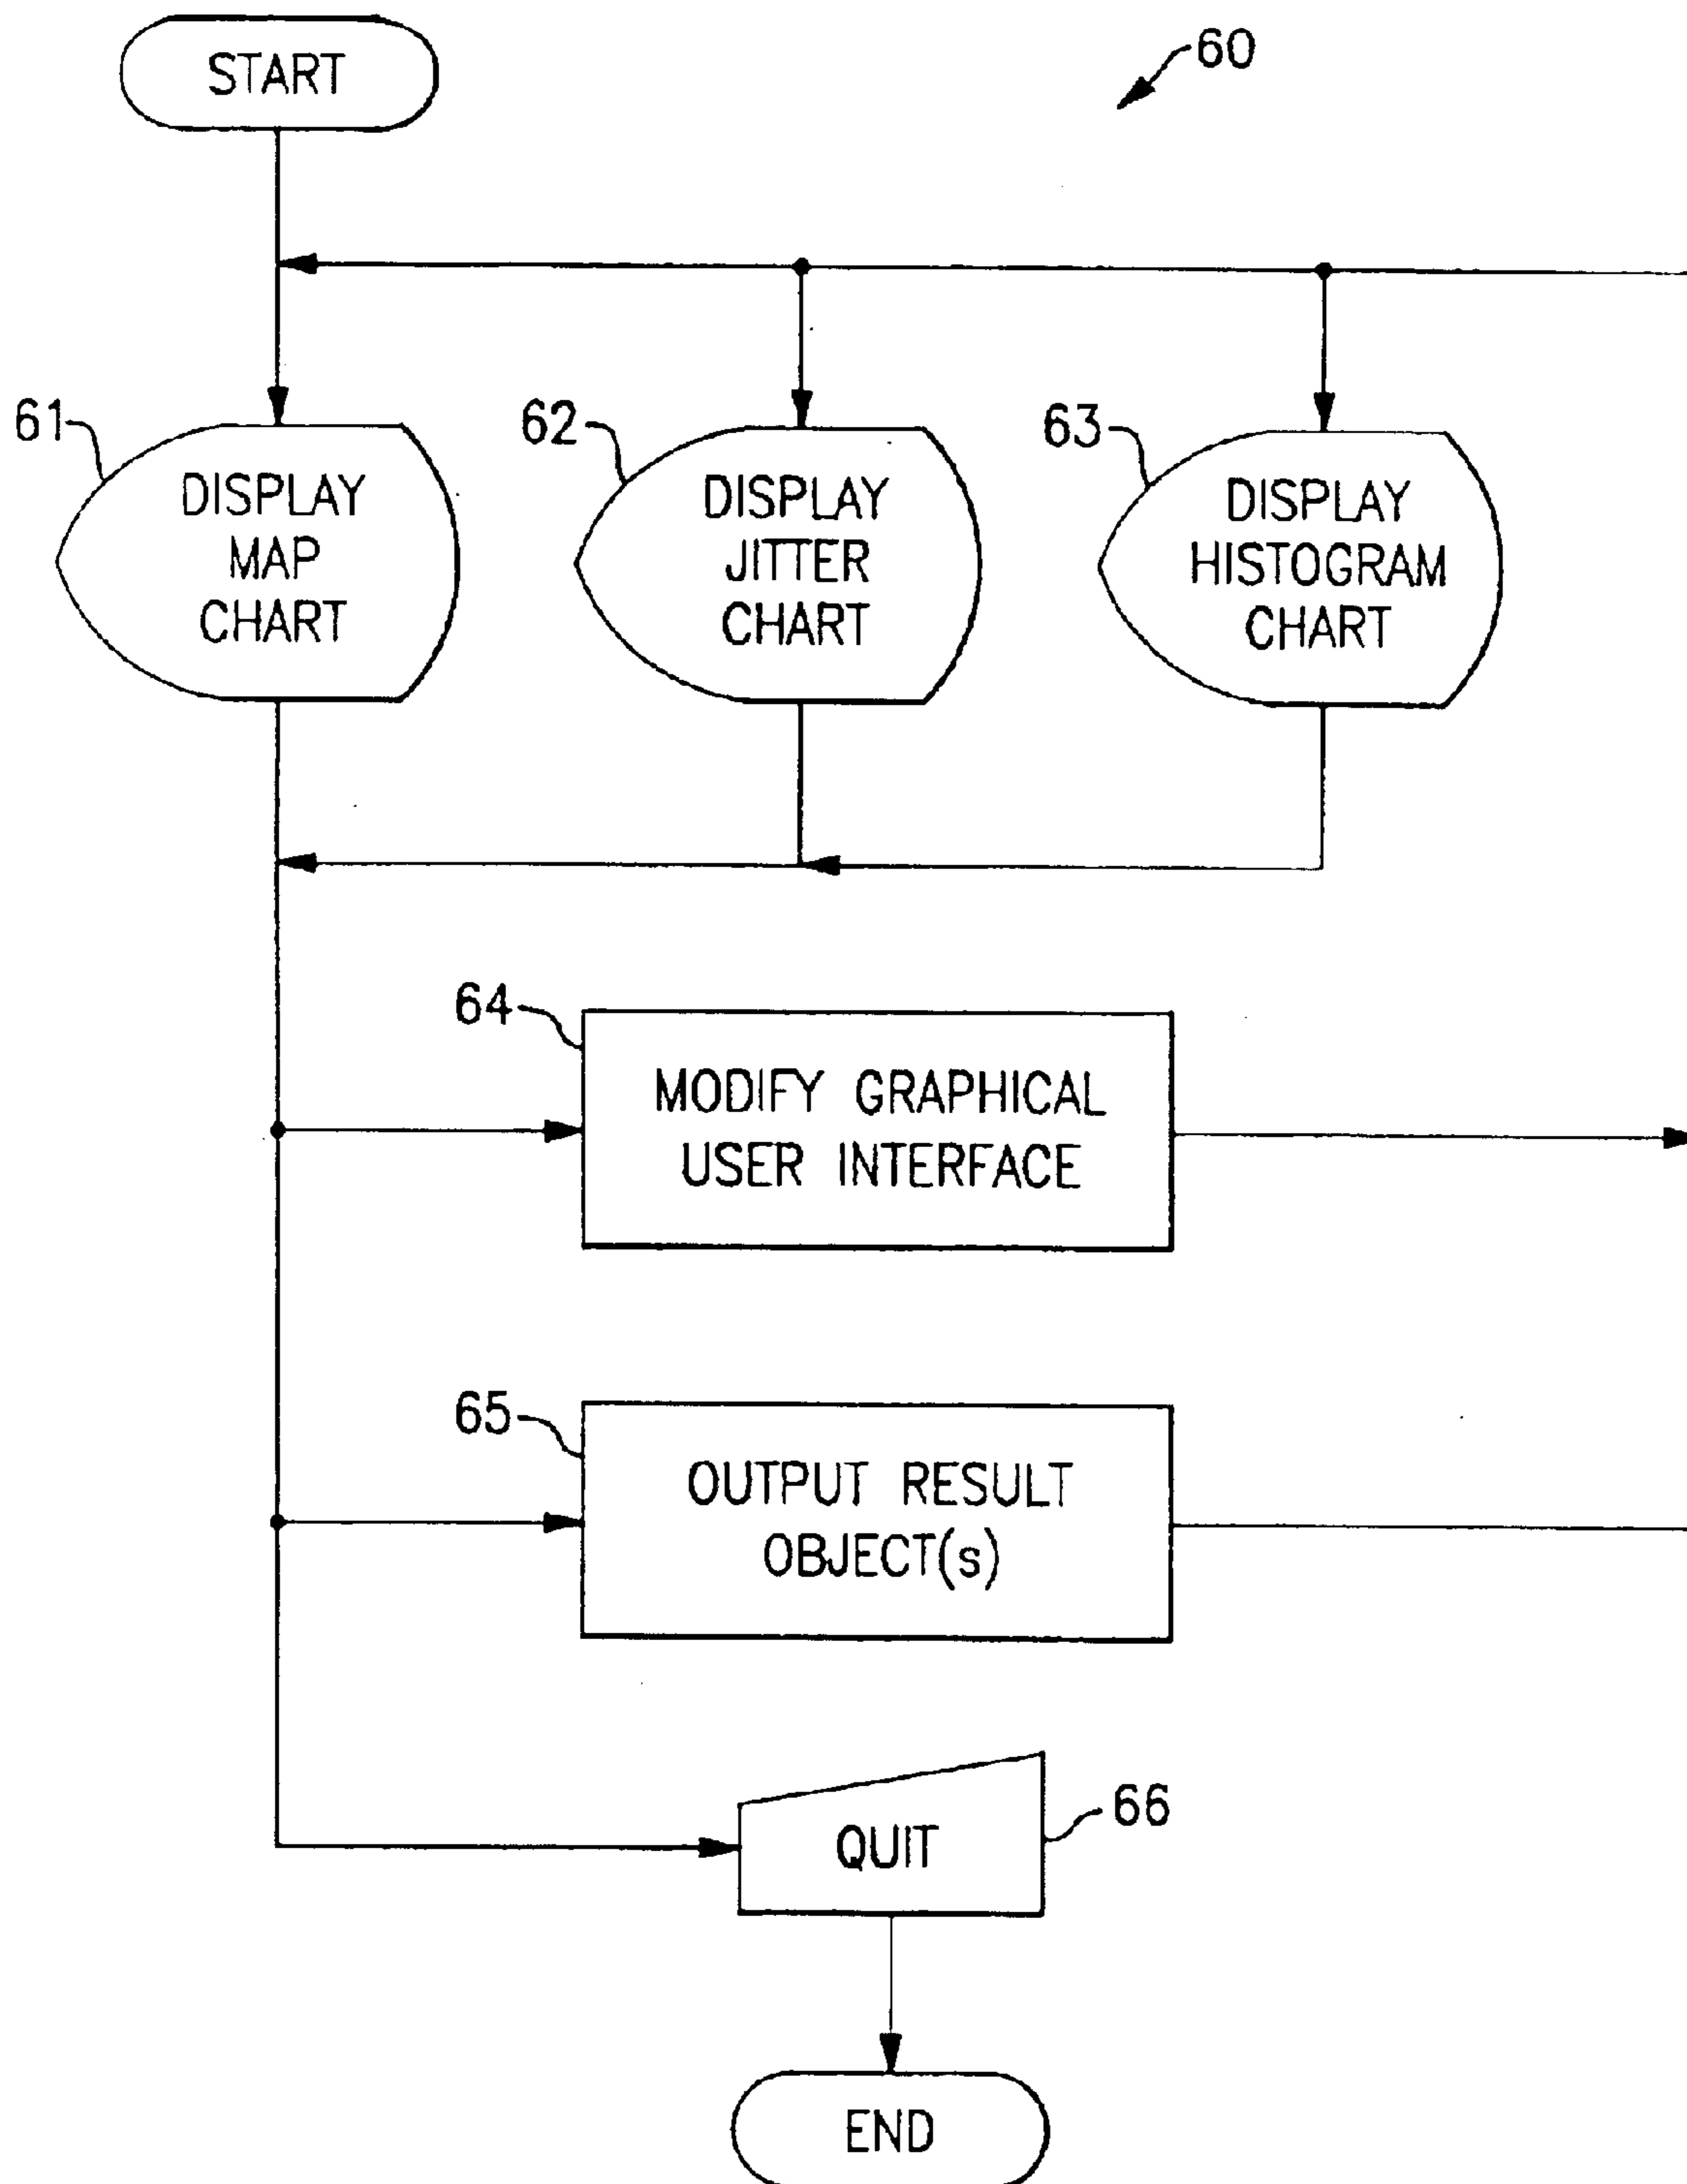 START
60
61
DISPLAY
MAP
CHART
62
DISPLAY
JITTER
CHART
63
DISPLAY
HISTOGRAM
CHART
64
MODIFY GRAPHICAL
USER INTERFACE
65
OUTPUT RESULT
OBJECT(s)
QUIT
66
END